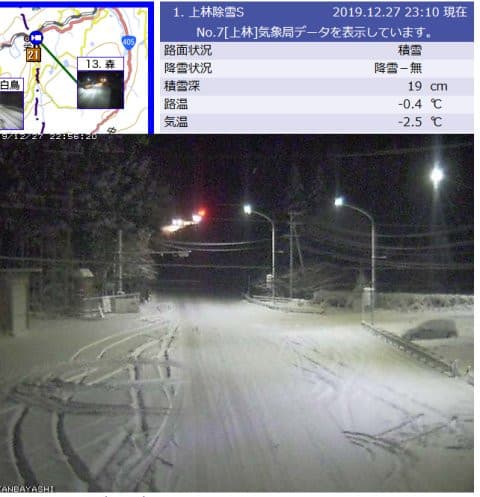 405
21
13. 森
白鳥
9/12/27 22:56:20
1. 上林除雪S 2019.12.27 23:10 現在
No.7[上林]気象局データを表示しています。
路面状況 積雪
降雪状況 降雪－無
積雪深 19 cm
路温 -0.4 ℃
気温 -2.5 ℃
KANBAYASHI